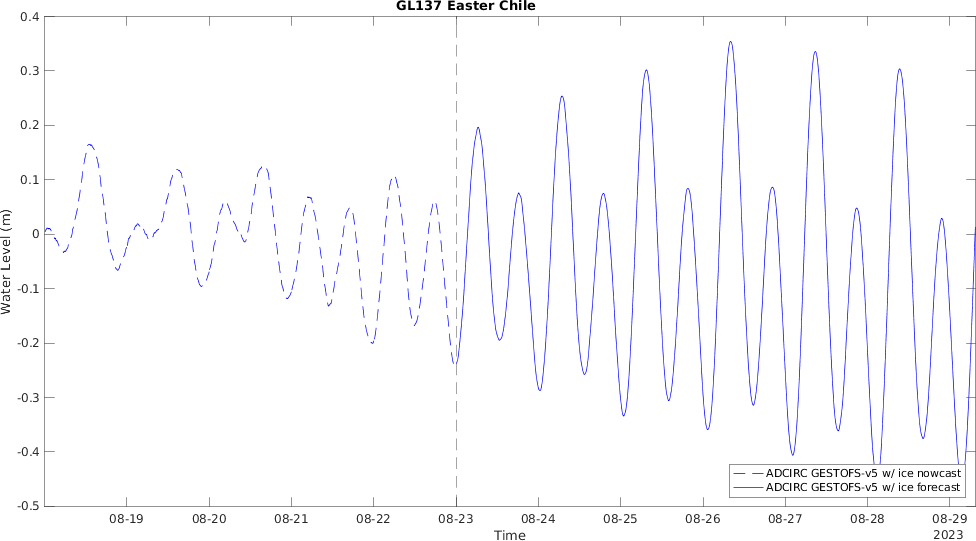 GL137 Easter Chile
0.4
0.3
0.2
0.1
0
-0.1
-0.2
-0.3
-0.4
-0.5
Water Level (m)
ADCIRC GESTOFS-v5 w/ ice nowcast
ADCIRC GESTOFS-v5 w/ ice forecast
08-19 08-20 08-21 08-22 08-23 08-24 08-25 08-26 08-27 08-28 08-29
Time
2023